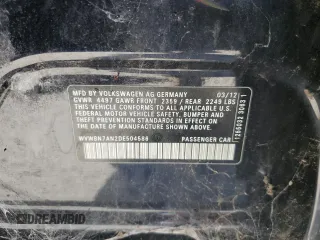 MFD. BY VOLKSWAGEN AG GERMANY 03/12
GVWR 4497 GAWR FRONT 2359 / REAR 2249 LBS
THIS VEHICLE CONFORMS TO ALL APPLICABLE
FEDERAL MOTOR VEHICLE SAFETY, BUMPER, AND
THEFT PREVENTION STANDARDS IN EFFECT ON THE
DATE OF MANUFACTURE SHOWN ABOVE.
PASSENGER CAR
©IDEABIDMID